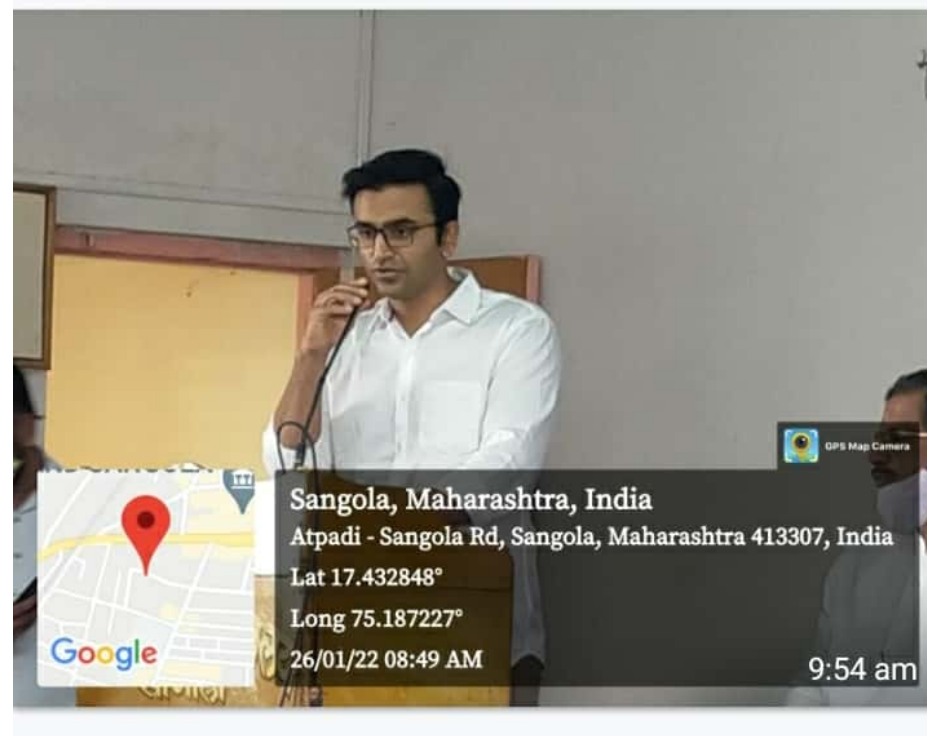 GPS Map Camera
Sangola, Maharashtra, India
Atpadi - Sangola Rd, Sangola, Maharashtra 413307, India
Lat 17.432848°
Long 75.187227°
26/01/22 08:49 AM
Google
9:54 am